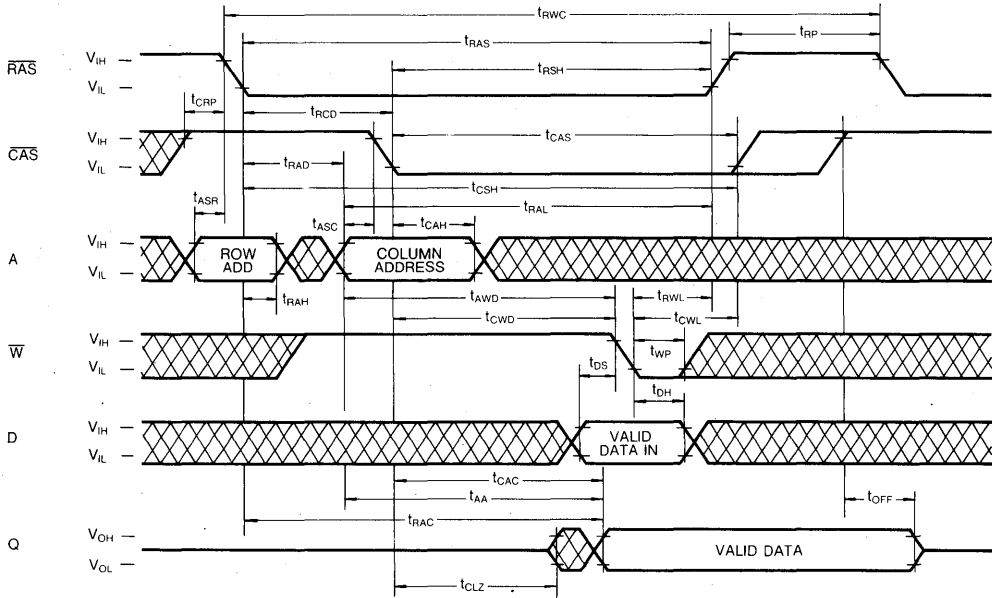 tRWC
tRP
tRAS
RAS
VIH
VIL
tRSH
tCRP
tRCD
CAS
VIH
VIL
tCAS
tRAD
tCSH
tRAL
tASR
tASC
tCAH
A
VIH
VIL
ROW
ADD
COLUMN
ADDRESS
tRAH
tAWD
tRWL
tCWD
tCWL
W
VIH
VIL
tWP
tDS
tDH
D
VIH
VIL
VALID
DATA IN
tCAC
tAA
tOFF
tRAC
Q
VOH
VOL
VALID DATA
tCLZ